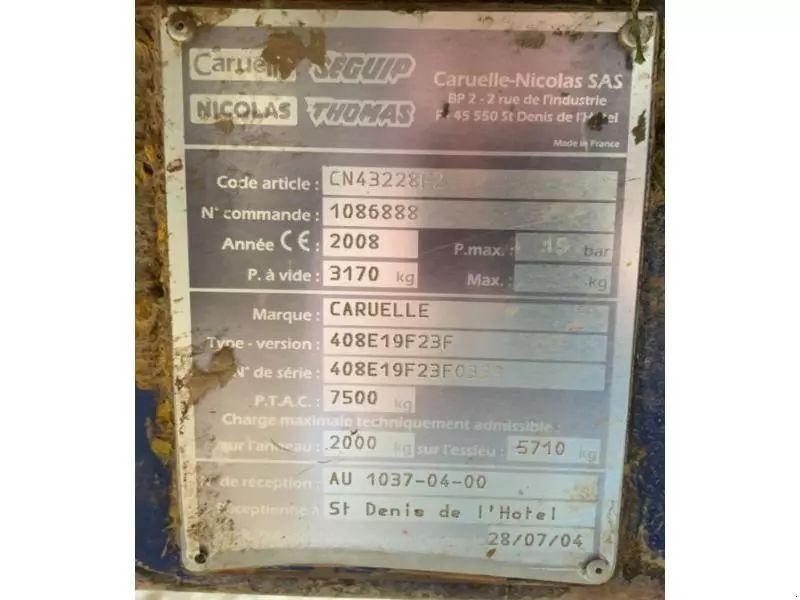 Caruelle SEGUIP
NICOLAS THOMAS
Caruelle-Nicolas SAS
BP 2 - 2 rue de l'industrie
F - 45 550 St Denis de l'Hotel
Made in France
Code article : CN43228
N° commande : 1086888
Année CE : 2008 P.max. : 15 bar
P. à vide : 3170 kg Max. : kg
Marque : CARUELLE
Type - version : 408E19F23F
N° de série : 408E19F23F03
P.T.A.C. : 7500 kg
Charge maximale techniquement admissible :
sur l'anneau : 2000 kg sur l'essieu : 5710 kg
N° de réception : AU 1037-04-00
Réceptionné à St Denis de l'Hotel
28/07/04